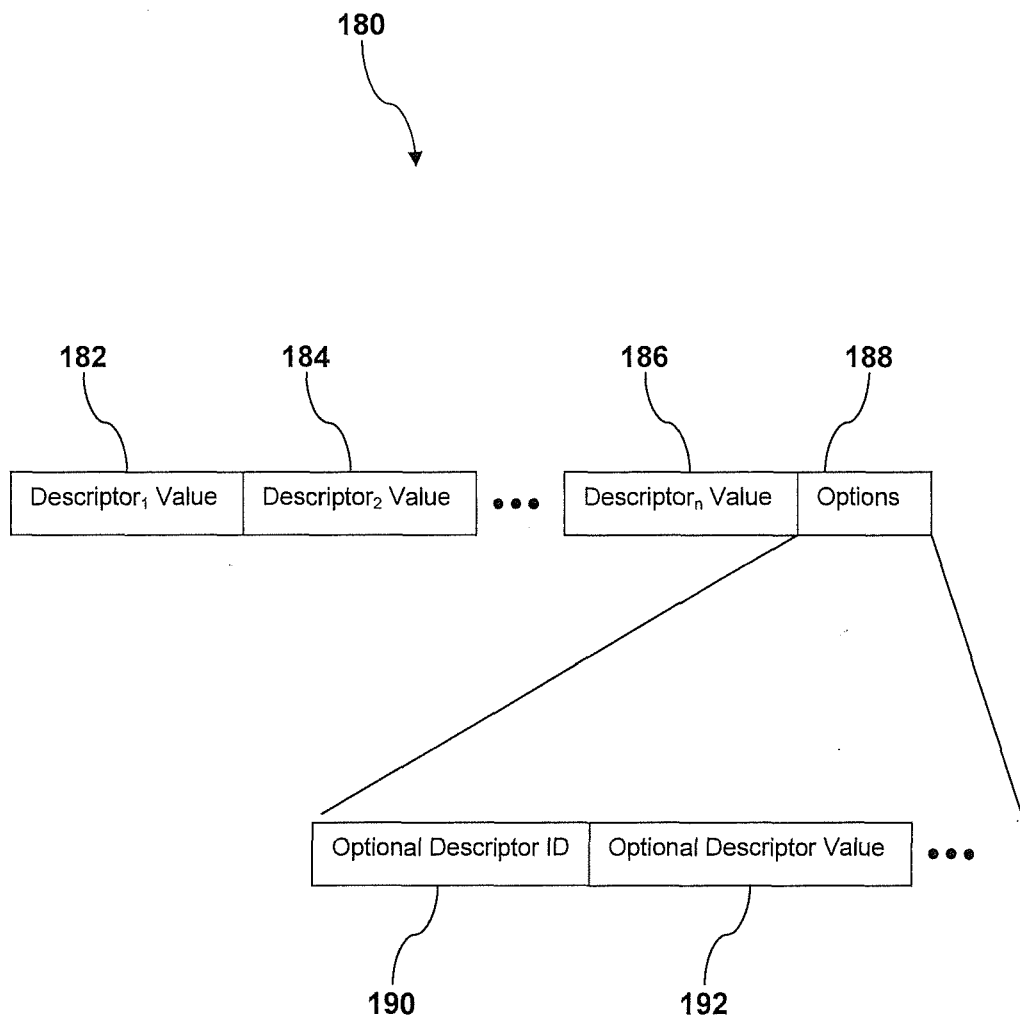 180
182 184 186 188
Descriptor₁ Value Descriptor₂ Value ••• Descriptorₙ Value Options
Optional Descriptor ID Optional Descriptor Value •••
190 192